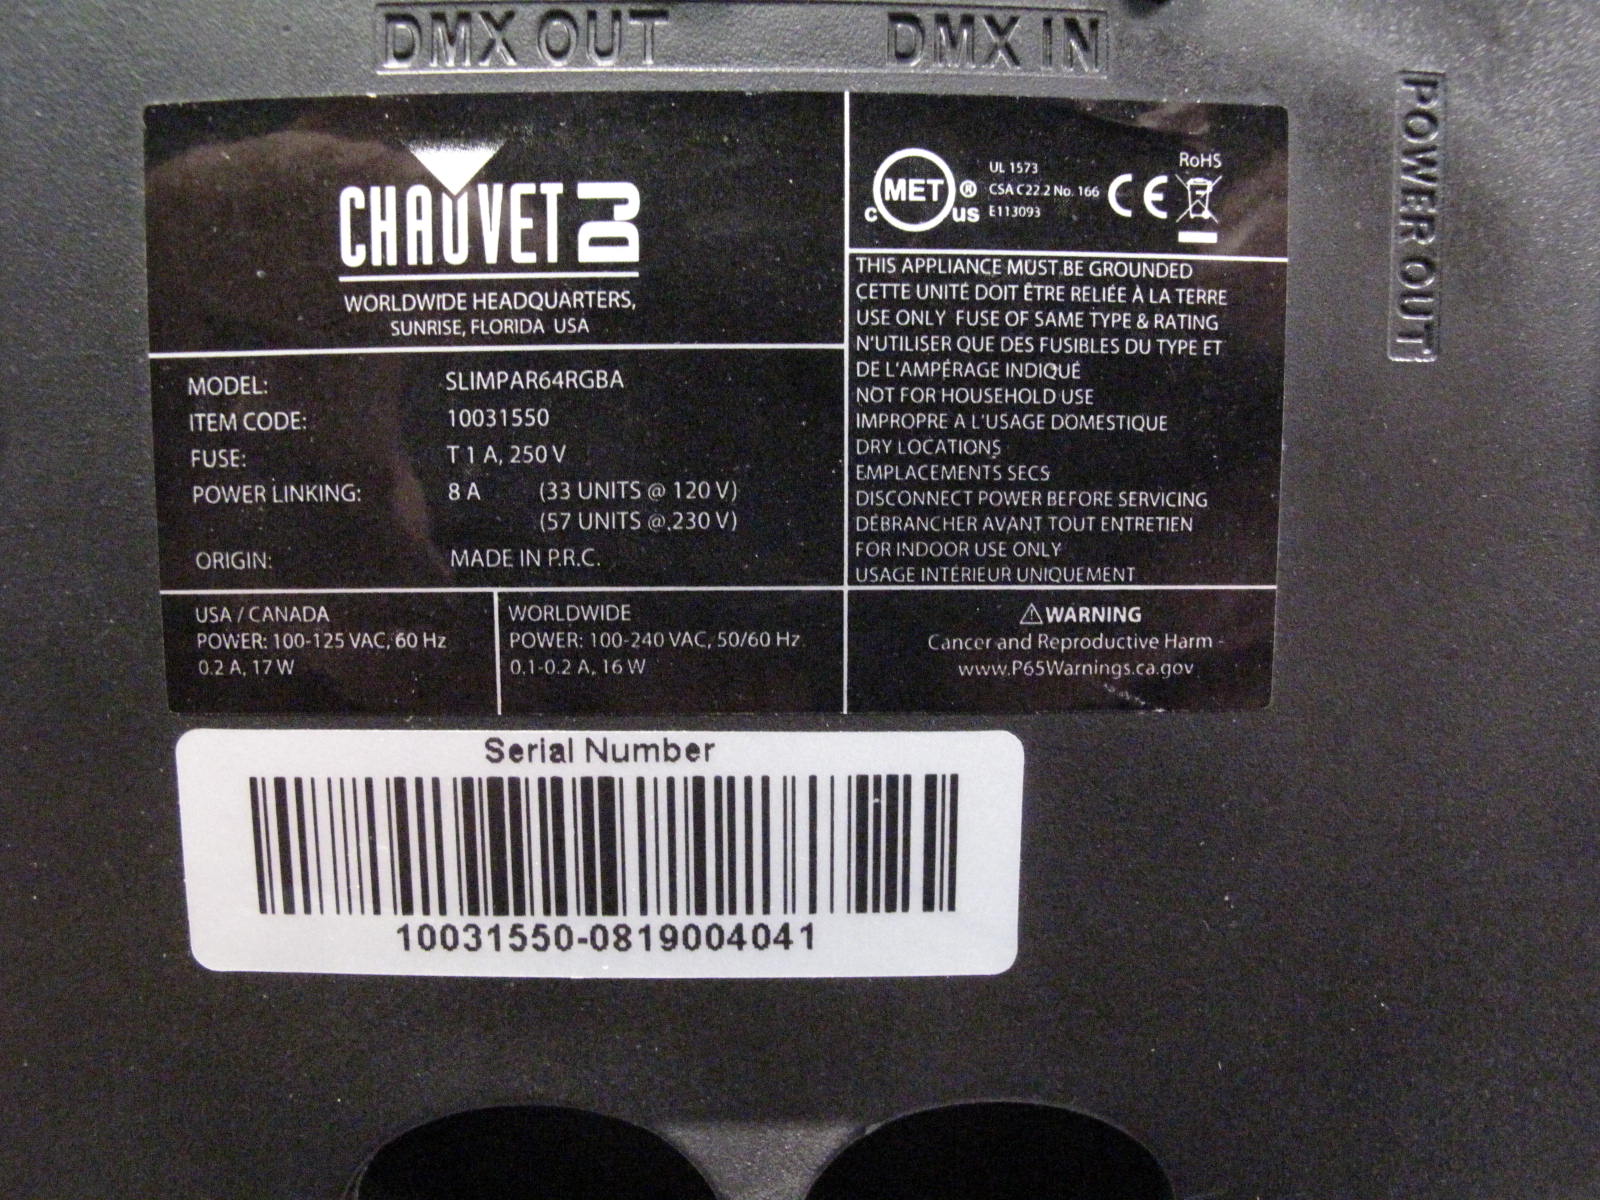 DMX OUT
DMX IN
POWER OUT
CHAUVET DJ
WORLDWIDE HEADQUARTERS,
SUNRISE, FLORIDA USA
MODEL: SLIMPAR64RGBA
ITEM CODE: 10031550
FUSE: T 1 A, 250 V
POWER LINKING: 8 A (33 UNITS @ 120 V)
(57 UNITS @ 230 V)
ORIGIN: MADE IN P.R.C.
USA / CANADA
POWER: 100-125 VAC, 60 Hz
0.2 A, 17 W
WORLDWIDE
POWER: 100-240 VAC, 50/60 Hz
0.1-0.2 A, 16 W
c MET ® us
UL 1573
CSA C22.2 No. 166
E113093
CE
RoHS
THIS APPLIANCE MUST BE GROUNDED
CETTE UNITÉ DOIT ÊTRE RELIÉE À LA TERRE
USE ONLY FUSE OF SAME TYPE & RATING
N'UTILISER QUE DES FUSIBLES DU TYPE ET
DE L'AMPÉRAGE INDIQUÉ
NOT FOR HOUSEHOLD USE
IMPROPRE A L'USAGE DOMESTIQUE
DRY LOCATIONS
EMPLACEMENTS SECS
DISCONNECT POWER BEFORE SERVICING
DÉBRANCHER AVANT TOUT ENTRETIEN
FOR INDOOR USE ONLY
USAGE INTÉRIEUR UNIQUEMENT
⚠WARNING
Cancer and Reproductive Harm -
www.P65Warnings.ca.gov
Serial Number
10031550-0819004041